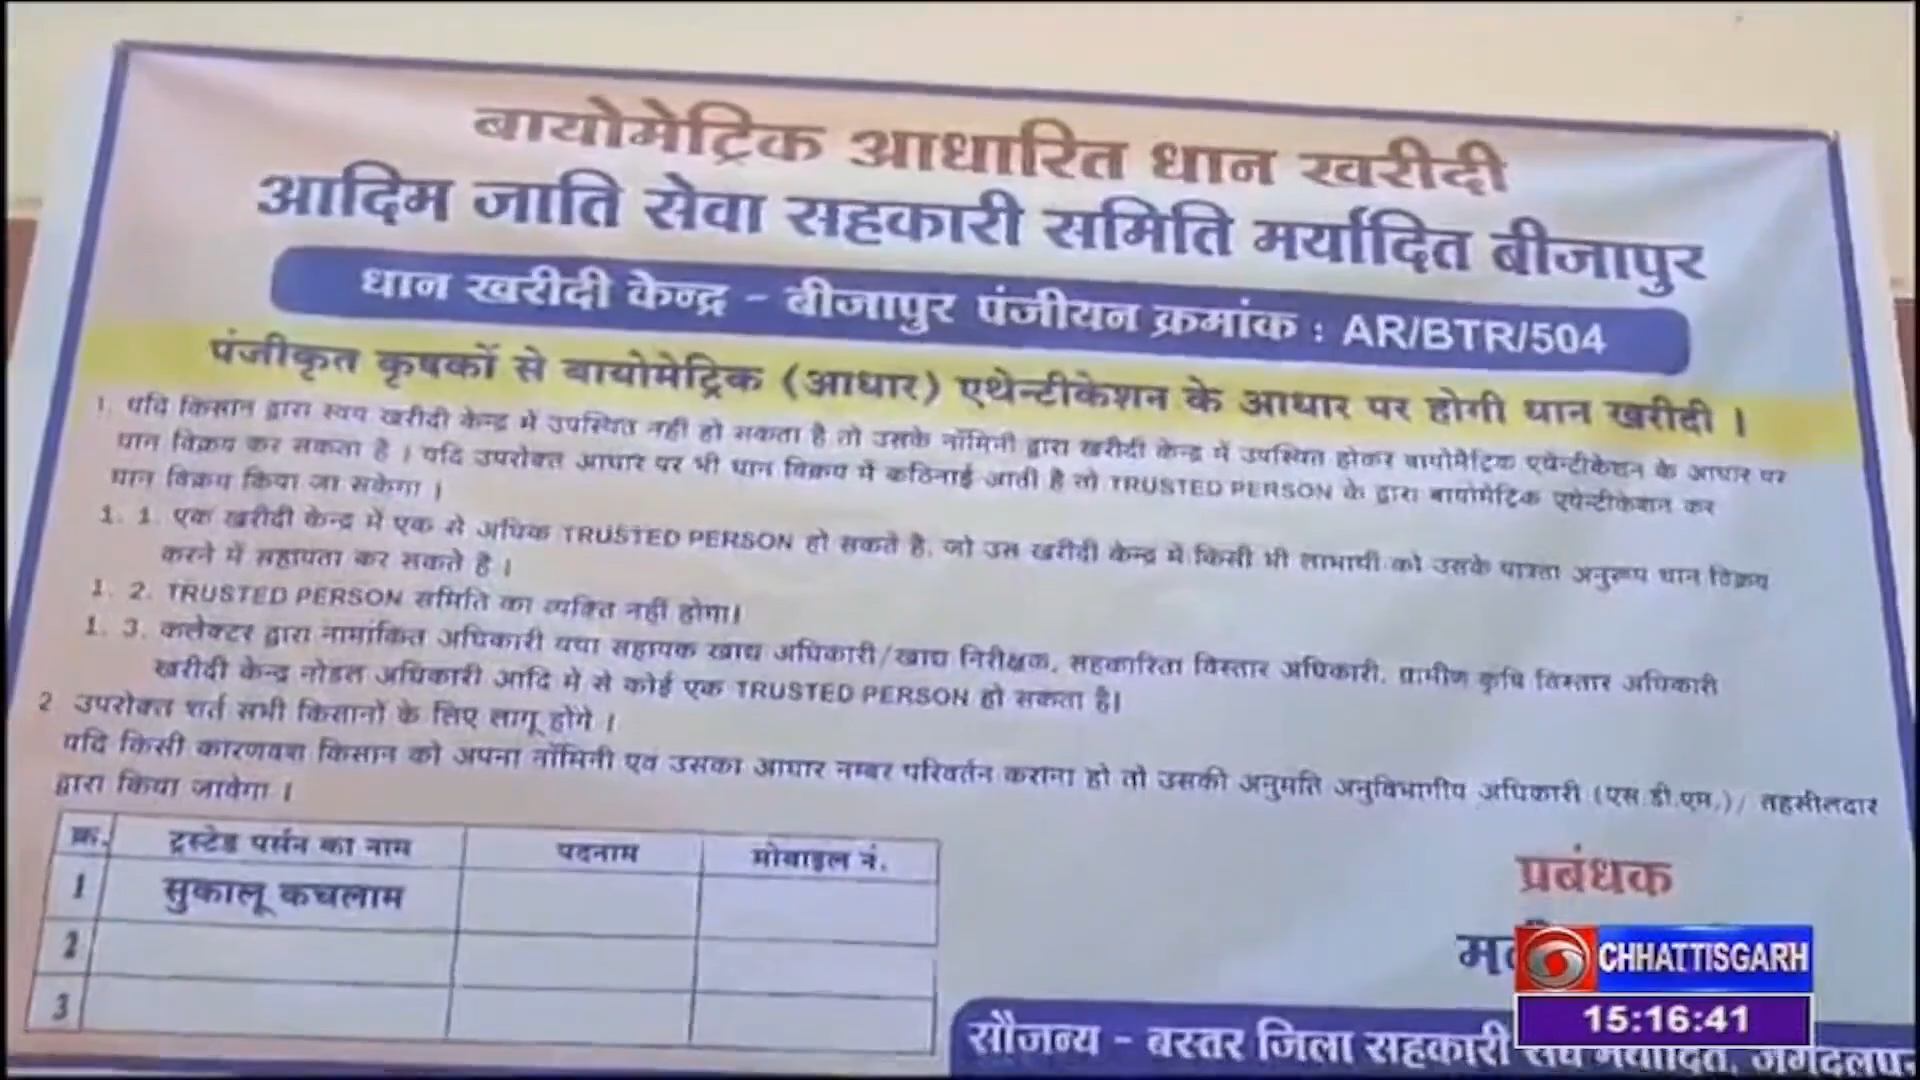 बायोमेट्रिक आधारित धान खरीदी
आदिम जाति सेवा सहकारी समिति मर्यादित बीजापुर
धान खरीदी केन्द्र - बीजापुर पंजीयन क्रमांक : AR/BTR/504
पंजीकृत कृषकों से बायोमेट्रिक (आधार) एथेन्टीकेशन के आधार पर होगी धान खरीदी ।
1. यदि किसान द्वारा स्वयं खरीदी केन्द्र में उपस्थित नहीं हो सकता है तो उसके नॉमिनी द्वारा खरीदी केन्द्र में उपस्थित होकर बायोमैट्रिक एथेन्टीकेशन के आधार पर
धान विक्रय कर सकता है । यदि उपरोक्त आधार पर भी धान विक्रय में कठिनाई आती है तो TRUSTED PERSON के द्वारा बायोमेट्रिक एथेन्टीकेशन कर
धान विक्रय किया जा सकेगा ।
1. 1. एक खरीदी केन्द्र में एक से अधिक TRUSTED PERSON हो सकते है, जो उस खरीदी केन्द्र में किसी भी लाभार्थी को उसके पात्रता अनुरूप धान विक्रय
करने में सहायता कर सकते है ।
1. 2. TRUSTED PERSON समिति का व्यक्ति नहीं होगा।
1. 3. कलेक्टर द्वारा नामांकित अधिकारी यथा सहायक खाद्य अधिकारी/खाद्य निरीक्षक, सहकारिता विस्तार अधिकारी, ग्रामीण कृषि विस्तार अधिकारी
खरीदी केन्द्र नोडल अधिकारी आदि में से कोई एक TRUSTED PERSON हो सकता है।
2 उपरोक्त शर्त सभी किसानों के लिए लागू होंगे ।
यदि किसी कारणवश किसान को अपना नॉमिनी एवं उसका आधार नम्बर परिवर्तन कराना हो तो उसकी अनुमति अनुविभागीय अधिकारी (एस.डी.एम.)/ तहसीलदार
द्वारा किया जावेगा ।
क्र. ट्रस्टेड पर्सन का नाम पदनाम मोबाइल नं.
1 सुकालू कचलाम
2
3
प्रबंधक
सौजन्य - बस्तर जिला सहकारी संघ मर्यादित,
CHHATTISGARH
15:16:41